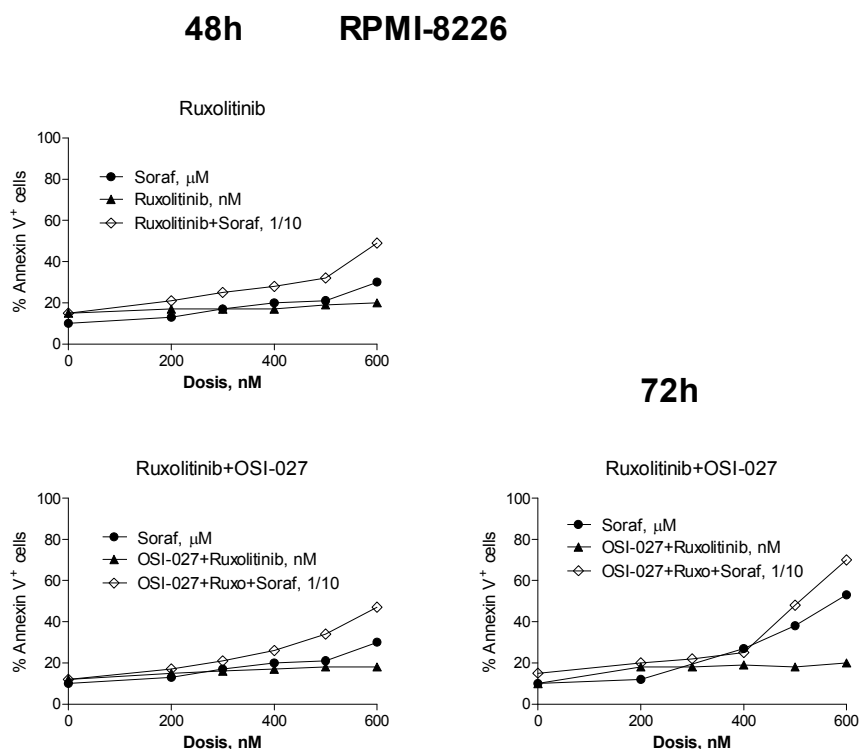 48h RPMI-8226
Ruxolitinib
100
80
60
40
20
0
% Annexin V+ cells
Soraf, μM
Ruxolitinib, nM
Ruxolitinib+Soraf, 1/10
0 200 400 600
Dosis, nM
72h
Ruxolitinib+OSI-027
100
80
60
40
20
0
% Annexin V+ cells
Soraf, μM
OSI-027+Ruxolitinib, nM
OSI-027+Ruxo+Soraf, 1/10
0 200 400 600
Dosis, nM
Ruxolitinib+OSI-027
100
80
60
40
20
0
% Annexin V+ cells
Soraf, μM
OSI-027+Ruxolitinib, nM
OSI-027+Ruxo+Soraf, 1/10
0 200 400 600
Dosis, nM